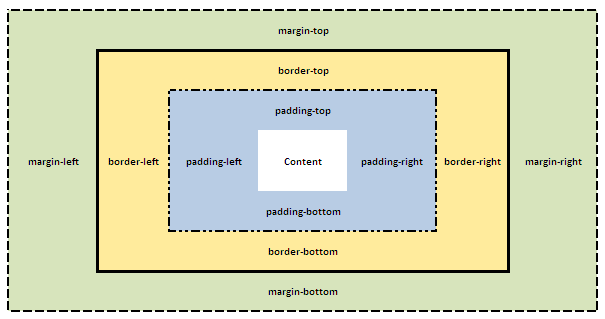 margin-top
border-top
padding-top
margin-left border-left padding-left Content padding-right border-right margin-right
padding-bottom
border-bottom
margin-bottom